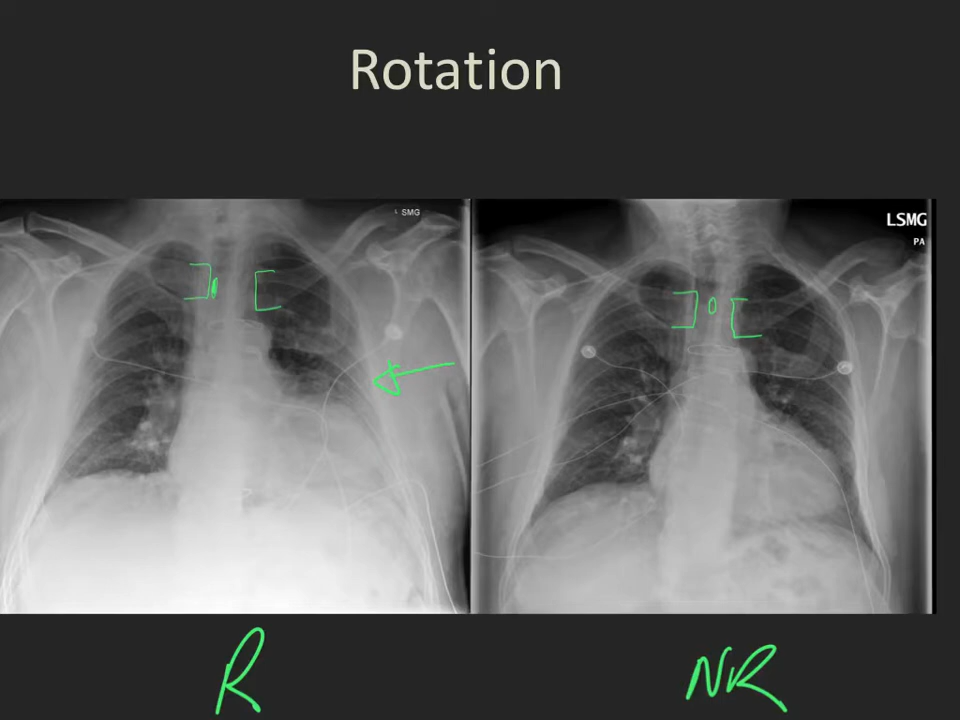 Rotation
L SMG
LSMG
PA
R
NR